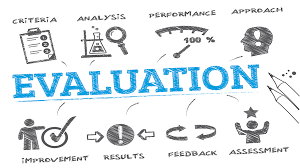 CRITERIA ANALYSIS PERFORMANCE APPROACH
100 %
EVALUATION
IMPROVEMENT RESULTS FEEDBACK ASSESSMENT